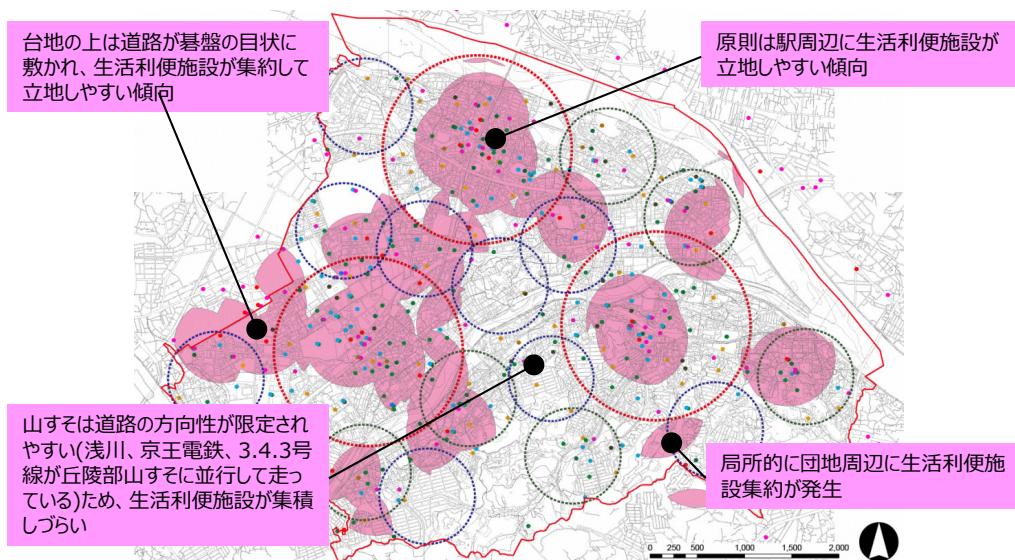 台地の上は道路が碁盤の目状に
敷かれ、生活利便施設が集約して
立地しやすい傾向
原則は駅周辺に生活利便施設が
立地しやすい傾向
山すそは道路の方向性が限定され
やすい(浅川、京王電鉄、3.4.3号
線が丘陵部山すそに並行して走っ
ている)ため、生活利便施設が集積
しづらい
局所的に団地周辺に生活利便施
設集約が発生
0 250 500 1,000 1,500 2,000